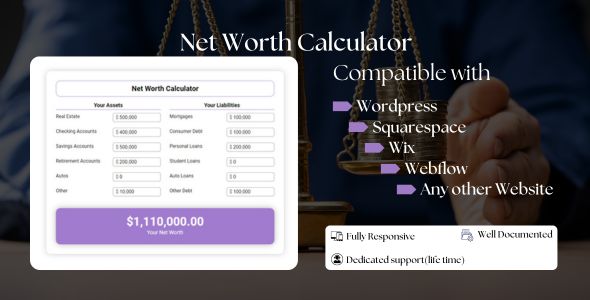 Net Worth Calculator
Net Worth Calculator
Your Assets
Your Liabilities
Real Estate $ 500,000 Mortgages $ 100,000
Checking Accounts $ 400,000 Consumer Debt $ 100,000
Savings Accounts $ 500,000 Personal Loans $ 200,000
Retirement Accounts $ 200,000 Student Loans $ 0
Autos $ 0 Auto Loans $ 0
Other $ 10,000 Other Debt $ 100,000
$1,110,000.00
Your Net Worth
Compatible with
Wordpress
Squarespace
Wix
Webflow
Any other Website
Fully Responsive
Well Documented
Dedicated support(life time)